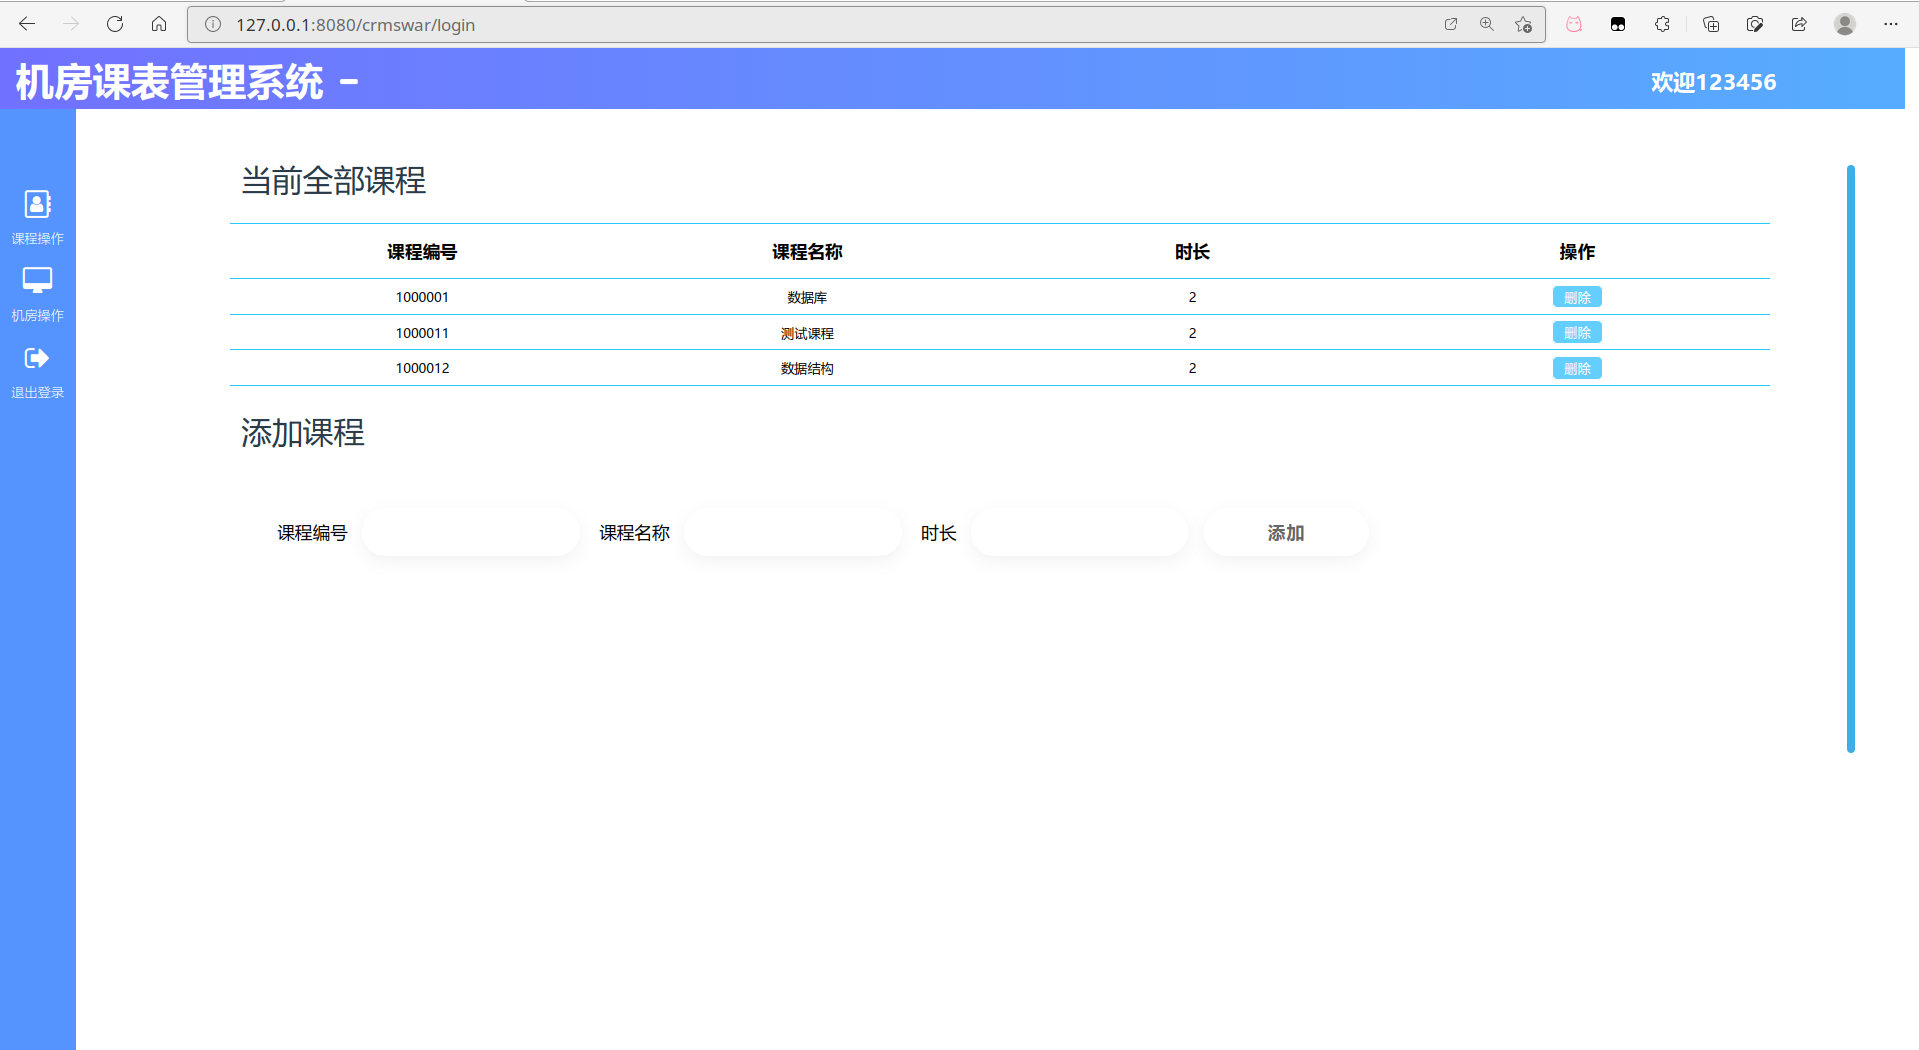 127.0.0.1:8080/crmswar/login
机房课表管理系统 -
欢迎123456
课程操作
机房操作
退出登录
当前全部课程
课程编号 课程名称 时长 操作
1000001 数据库 2 删除
1000011 测试课程 2 删除
1000012 数据结构 2 删除
添加课程
课程编号 课程名称 时长 添加